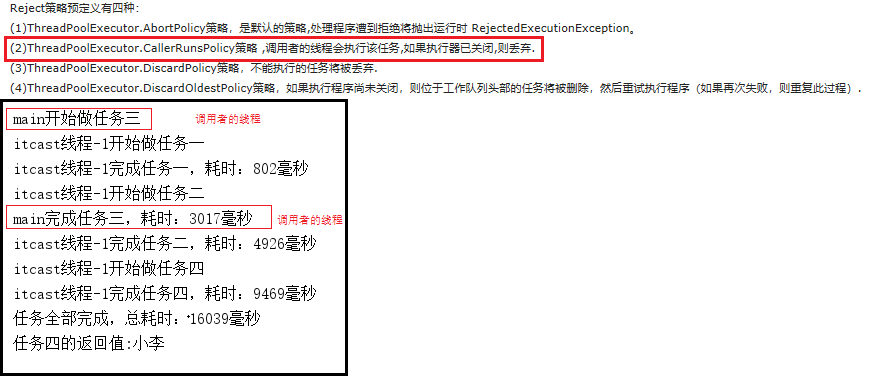 Reject策略预定义有四种：
(1)ThreadPoolExecutor.AbortPolicy策略，是默认的策略,处理程序遭到拒绝将抛出运行时 RejectedExecutionException。
(2)ThreadPoolExecutor.CallerRunsPolicy策略 ,调用者的线程会执行该任务,如果执行器已关闭,则丢弃.
(3)ThreadPoolExecutor.DiscardPolicy策略，不能执行的任务将被丢弃.
(4)ThreadPoolExecutor.DiscardOldestPolicy策略，如果执行程序尚未关闭，则位于工作队列头部的任务将被删除，然后重试执行程序（如果再次失败，则重复此过程）.
main开始做任务三 调用者的线程
itcast线程-1开始做任务一
itcast线程-1完成任务一，耗时：802毫秒
itcast线程-1开始做任务二
main完成任务三，耗时：3017毫秒 调用者的线程
itcast线程-1完成任务二，耗时：4926毫秒
itcast线程-1开始做任务四
itcast线程-1完成任务四，耗时：9469毫秒
任务全部完成，总耗时：16039毫秒
任务四的返回值:小李